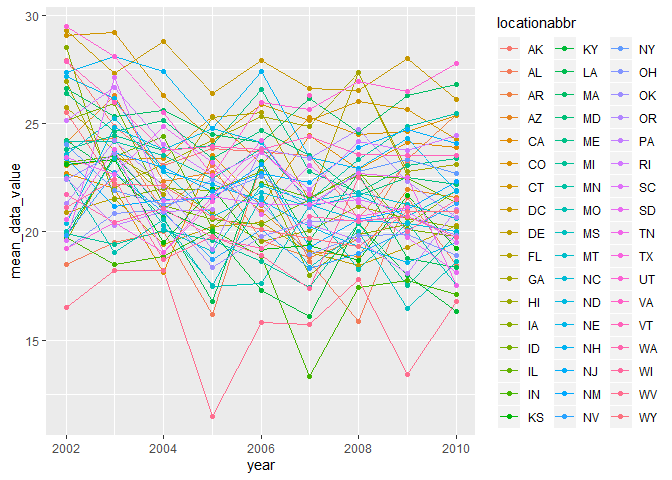 30
25
20
15
mean_data_value
2002
2004
2006
2008
2010
year
locationabbr
AK KY NY
AL LA OH
AR MA OK
AZ MD OR
CA ME PA
CO MI RI
CT MN SC
DC MO SD
DE MS TN
FL MT TX
GA NC UT
HI ND VA
IA NE VT
ID NH WA
IL NJ WI
IN NM WV
KS NV WY